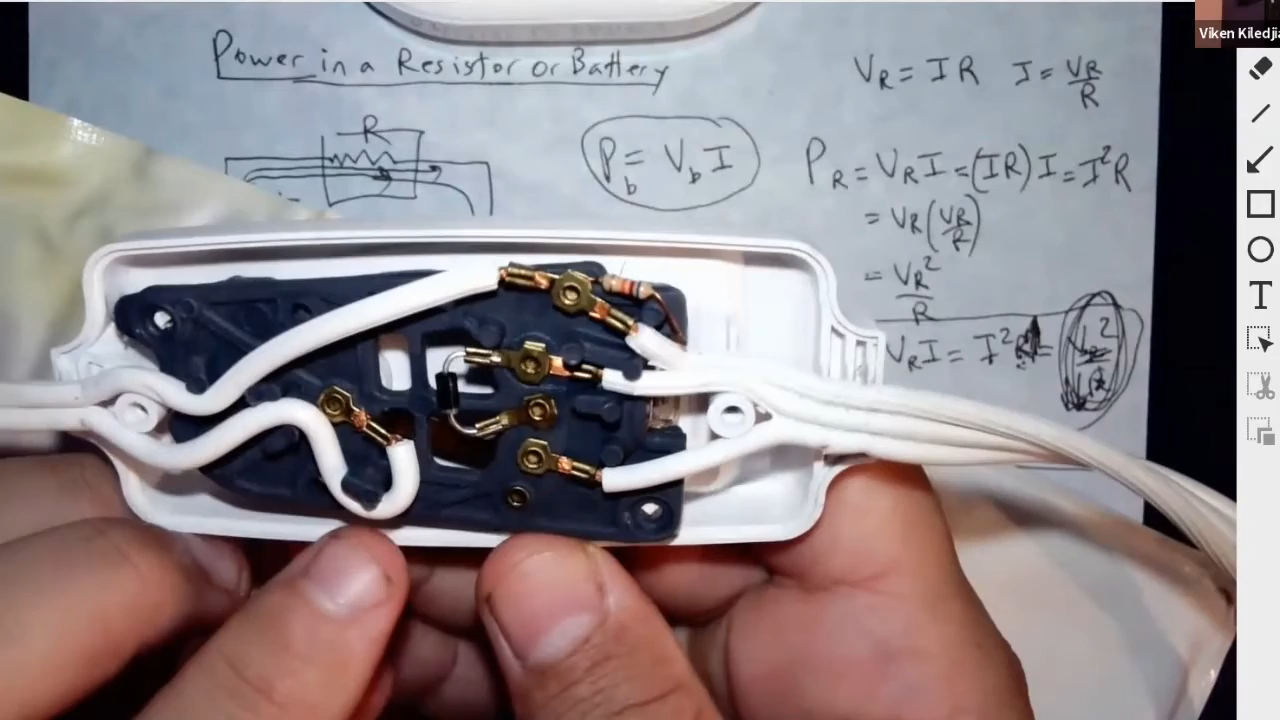 Viken Kiledjia
Power in a Resistor or Battery
R
P_b = V_b I
V_R = I R   I = V_R/R
P_R = V_R I = (IR) I = I²R
= V_R (V_R/R)
= V_R²/R
V_R I = I²R =
T